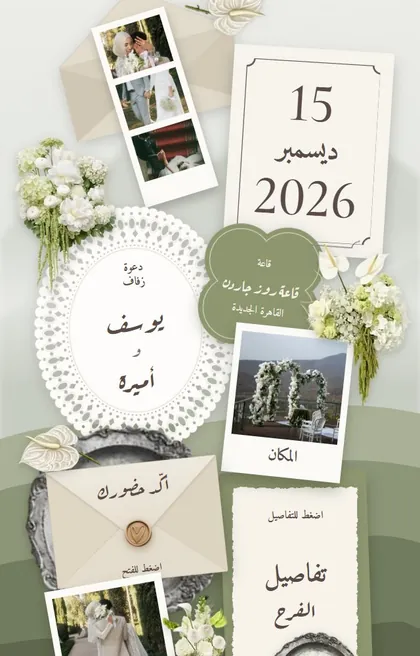 15
ديسمبر
2026
دعوة
زفاف
يوسف
و
أميرة
قاعة
قاعة روز جاردن
القاهرة الجديدة
المكان
أكّد حضورك
اضغط للفتح
اضغط للتفاصيل
تفاصيل
الفرح